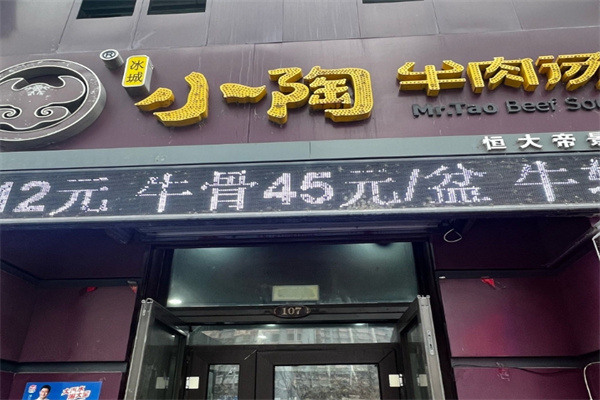 冰城
小陶 牛肉汤
Mr.Tao Beef Sou
恒大帝景
12元 牛骨45元/盆 牛
107